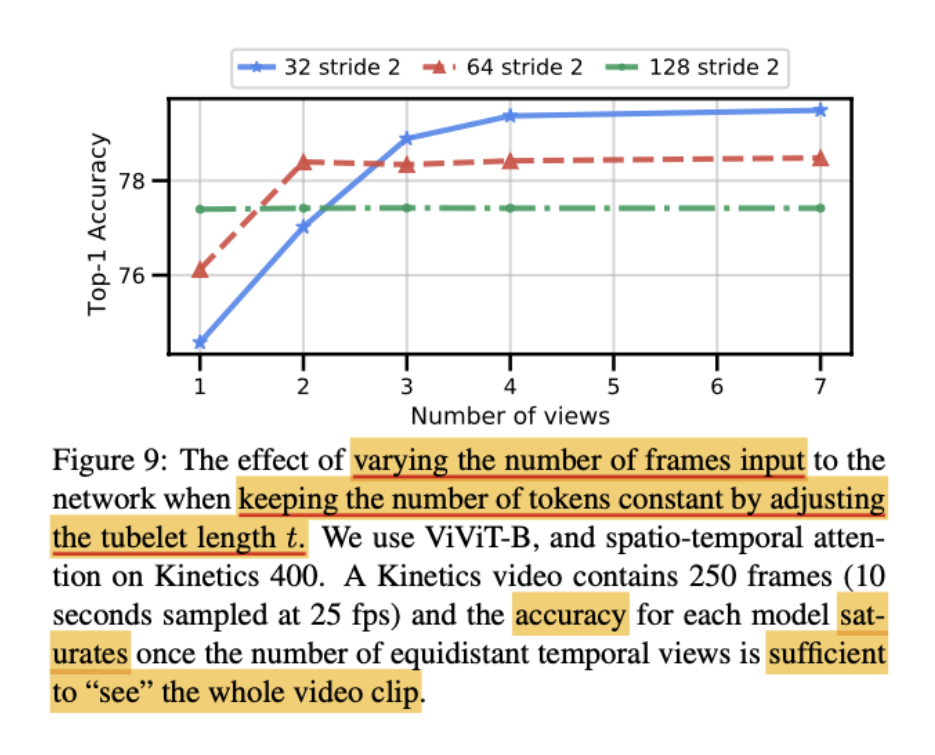 32 stride 2 64 stride 2 128 stride 2
Top-1 Accuracy
78
76
1 2 3 4 5 6 7
Number of views
Figure 9: The effect of varying the number of frames input to the
network when keeping the number of tokens constant by adjusting
the tubelet length t. We use ViViT-B, and spatio-temporal atten-
tion on Kinetics 400. A Kinetics video contains 250 frames (10
seconds sampled at 25 fps) and the accuracy for each model sat-
urates once the number of equidistant temporal views is sufficient
to “see” the whole video clip.